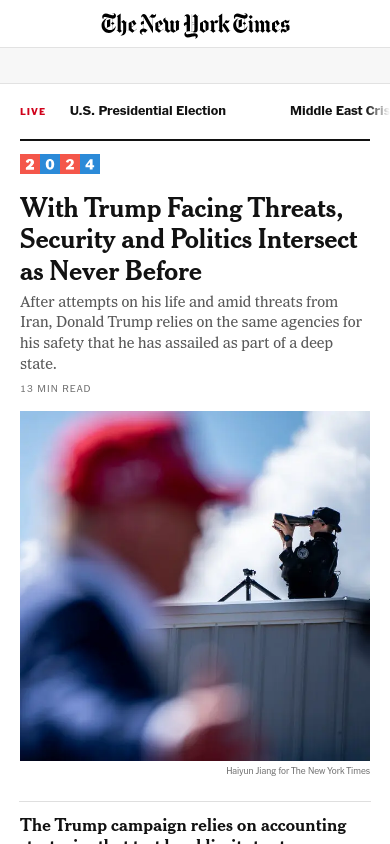 The New York Times
LIVE U.S. Presidential Election Middle East Cris
2024
With Trump Facing Threats,
Security and Politics Intersect
as Never Before
After attempts on his life and amid threats from
Iran, Donald Trump relies on the same agencies for
his safety that he has assailed as part of a deep
state.
13 MIN READ
Haiyun Jiang for The New York Times
The Trump campaign relies on accounting